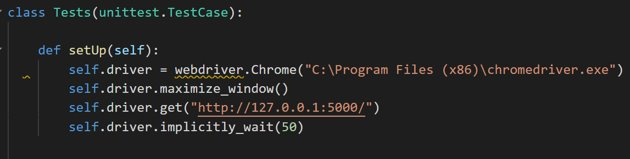 class Tests(unittest.TestCase):
def setUp(self):
self.driver = webdriver.Chrome("C:\Program Files (x86)\chromedriver.exe")
self.driver.maximize_window()
self.driver.get("http://127.0.0.1:5000/")
self.driver.implicitly_wait(50)